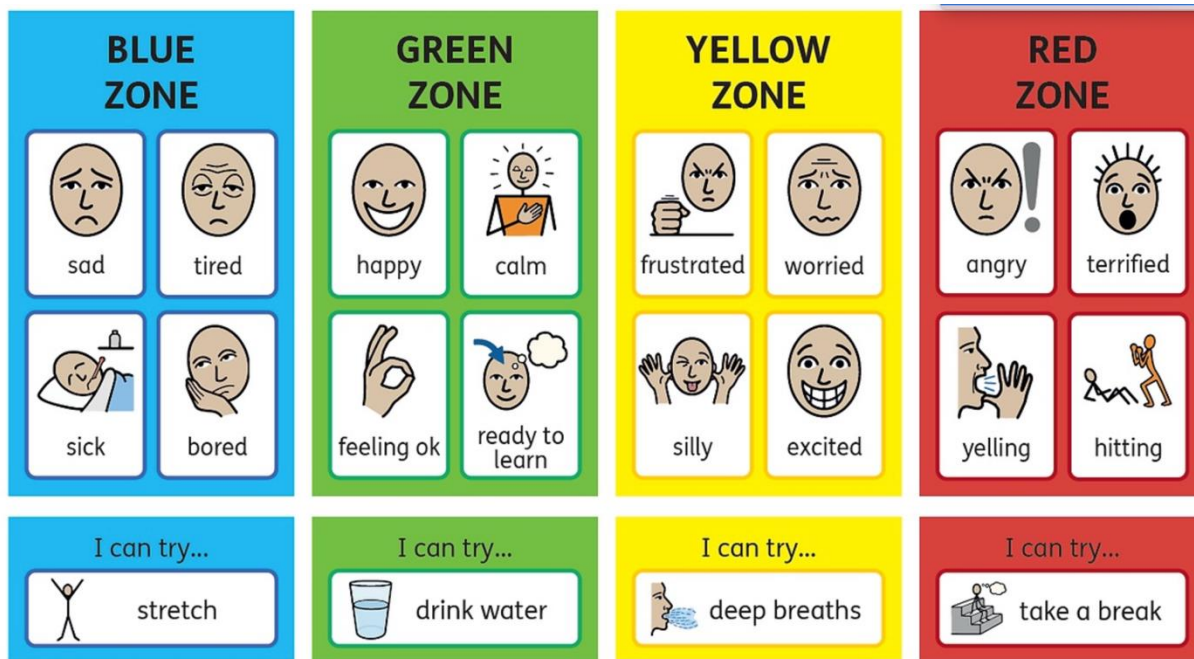 BLUE
ZONE
sad
tired
sick
bored
I can try...
stretch
GREEN
ZONE
happy
calm
feeling ok
ready to
learn
I can try...
drink water
YELLOW
ZONE
frustrated
worried
silly
excited
I can try...
deep breaths
RED
ZONE
angry
terrified
yelling
hitting
I can try...
take a break